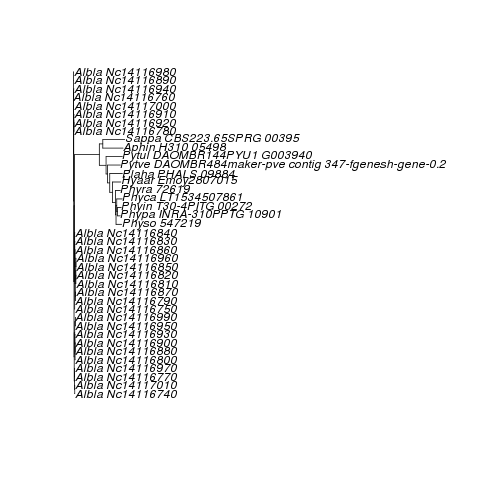 Albla Nc14116980
Albla Nc14116890
Albla Nc14116940
Albla Nc14116760
Albla Nc14117000
Albla Nc14116910
Albla Nc14116920
Albla Nc14116780
Sappa CBS223.65SPRG 00395
Aphin H310 05498
Pytul DAOMBR144PYU1 G003940
Pytve DAOMBR484maker-pve contig 347-fgenesh-gene-0.2
Plaha PHALS 09884
Hyaar Emoy2807015
Phyra 72619
Phyca LT1534507861
Phyin T30-4PITG 00272
Phypa INRA-310PPTG 10901
Physo 547219
Albla Nc14116840
Albla Nc14116830
Albla Nc14116860
Albla Nc14116960
Albla Nc14116850
Albla Nc14116820
Albla Nc14116810
Albla Nc14116870
Albla Nc14116790
Albla Nc14116750
Albla Nc14116990
Albla Nc14116950
Albla Nc14116930
Albla Nc14116900
Albla Nc14116880
Albla Nc14116800
Albla Nc14116970
Albla Nc14116770
Albla Nc14117010
Albla Nc14116740